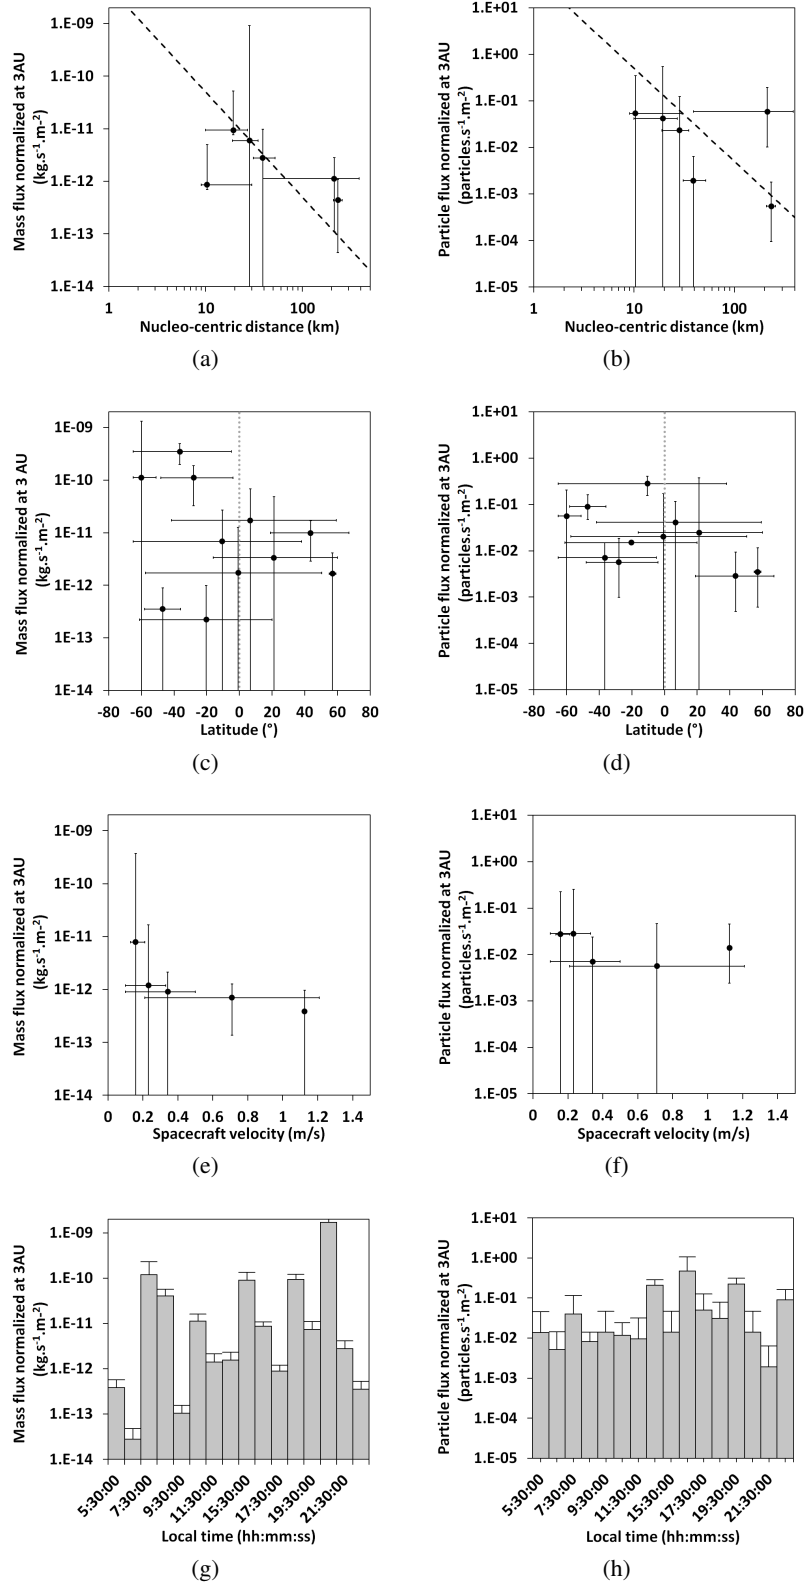 Mass flux normalized at 3AU
(kg.s⁻¹.m⁻²)
1.E-09
1.E-10
1.E-11
1.E-12
1.E-13
1.E-14
1 10 100
Nucleo-centric distance (km)
(a)
Particle flux normalized at 3AU
(particles.s⁻¹.m⁻²)
1.E+01
1.E+00
1.E-01
1.E-02
1.E-03
1.E-04
1.E-05
1 10 100
Nucleo-centric distance (km)
(b)
Mass flux normalized at 3 AU
(kg.s⁻¹.m⁻²)
1E-09
1E-10
1E-11
1E-12
1E-13
1E-14
-80 -60 -40 -20 0 20 40 60 80
Latitude (°)
(c)
Particle flux normalized at 3AU
(particles.s⁻¹.m⁻²)
1.E+01
1.E+00
1.E-01
1.E-02
1.E-03
1.E-04
1.E-05
-80 -60 -40 -20 0 20 40 60 80
Latitude (°)
(d)
Mass flux normalized at 3AU
(kg.s⁻¹.m⁻²)
1E-09
1E-10
1E-11
1E-12
1E-13
1E-14
0 0.2 0.4 0.6 0.8 1 1.2 1.4
Spacecraft velocity (m/s)
(e)
Particle flux normalized at 3AU
(particles.s⁻¹.m⁻²)
1.E+01
1.E+00
1.E-01
1.E-02
1.E-03
1.E-04
1.E-05
0 0.2 0.4 0.6 0.8 1 1.2 1.4
Spacecraft velocity (m/s)
(f)
Mass flux normalized at 3AU
(kg.s⁻¹.m⁻²)
1.E-09
1.E-10
1.E-11
1.E-12
1.E-13
1.E-14
5:30:00 7:30:00 9:30:00 11:30:00 15:30:00 17:30:00 19:30:00 21:30:00
Local time (hh:mm:ss)
(g)
Particle flux normalized at 3AU
(particles.s⁻¹.m⁻²)
1.E+01
1.E+00
1.E-01
1.E-02
1.E-03
1.E-04
1.E-05
5:30:00 7:30:00 9:30:00 11:30:00 15:30:00 17:30:00 19:30:00 21:30:00
Local time (hh:mm:ss)
(h)